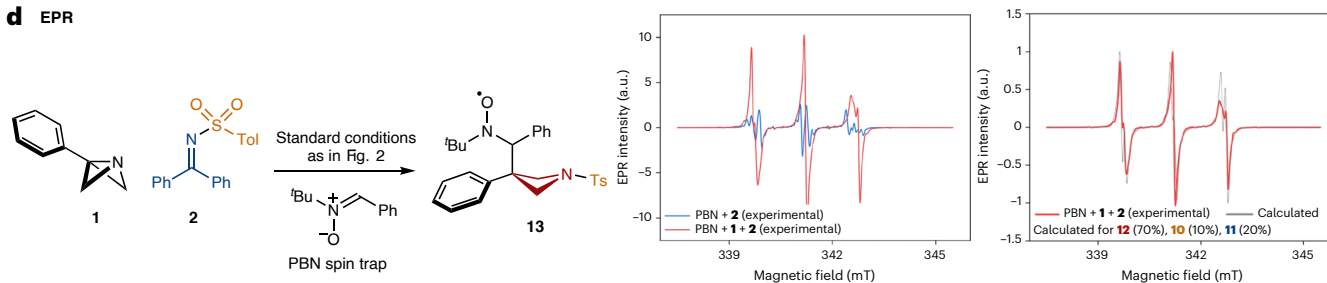 d EPR
N
1
O O
S
N
Tol
Ph Ph
2
Standard conditions
as in Fig. 2
tBu
+
N
Ph
−O
PBN spin trap
•O
N
tBu
Ph
N
Ts
13
EPR intensity (a.u.)
10
5
0
−5
−10
PBN + 2 (experimental)
PBN + 1 + 2 (experimental)
339 342 345
Magnetic field (mT)
EPR intensity (a.u.)
1.5
1
0.5
0
−0.5
−1
−1.5
PBN + 1 + 2 (experimental) Calculated
Calculated for 12 (70%), 10 (10%), 11 (20%)
339 342 345
Magnetic field (mT)